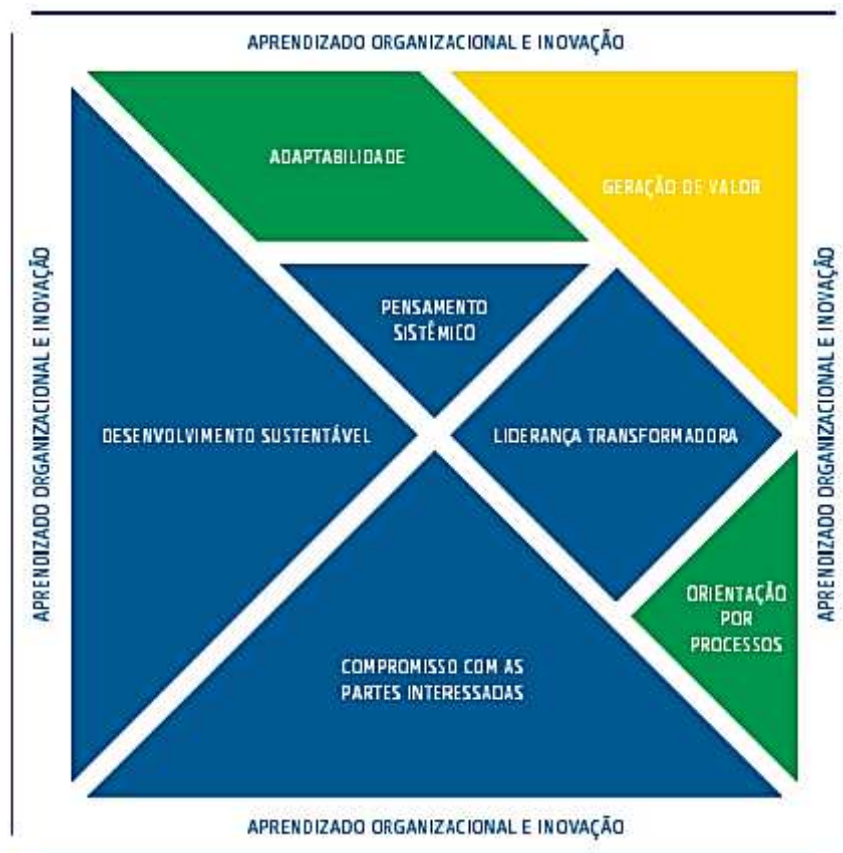 APRENDIZADO ORGANIZACIONAL E INOVAÇÃO
ADAPTABILIDADE
GERAÇÃO DE VALOR
APRENDIZADO ORGANIZACIONAL E INOVAÇÃO
APRENDIZADO ORGANIZACIONAL E INOVAÇÃO
PENSAMENTO
SISTÊMICO
DESENVOLVIMENTO SUSTENTÁVEL
LIDERANÇA TRANSFORMADORA
ORIENTAÇÃO
POR
PROCESSOS
COMPROMISSO COM AS
PARTES INTERESSADAS
APRENDIZADO ORGANIZACIONAL E INOVAÇÃO